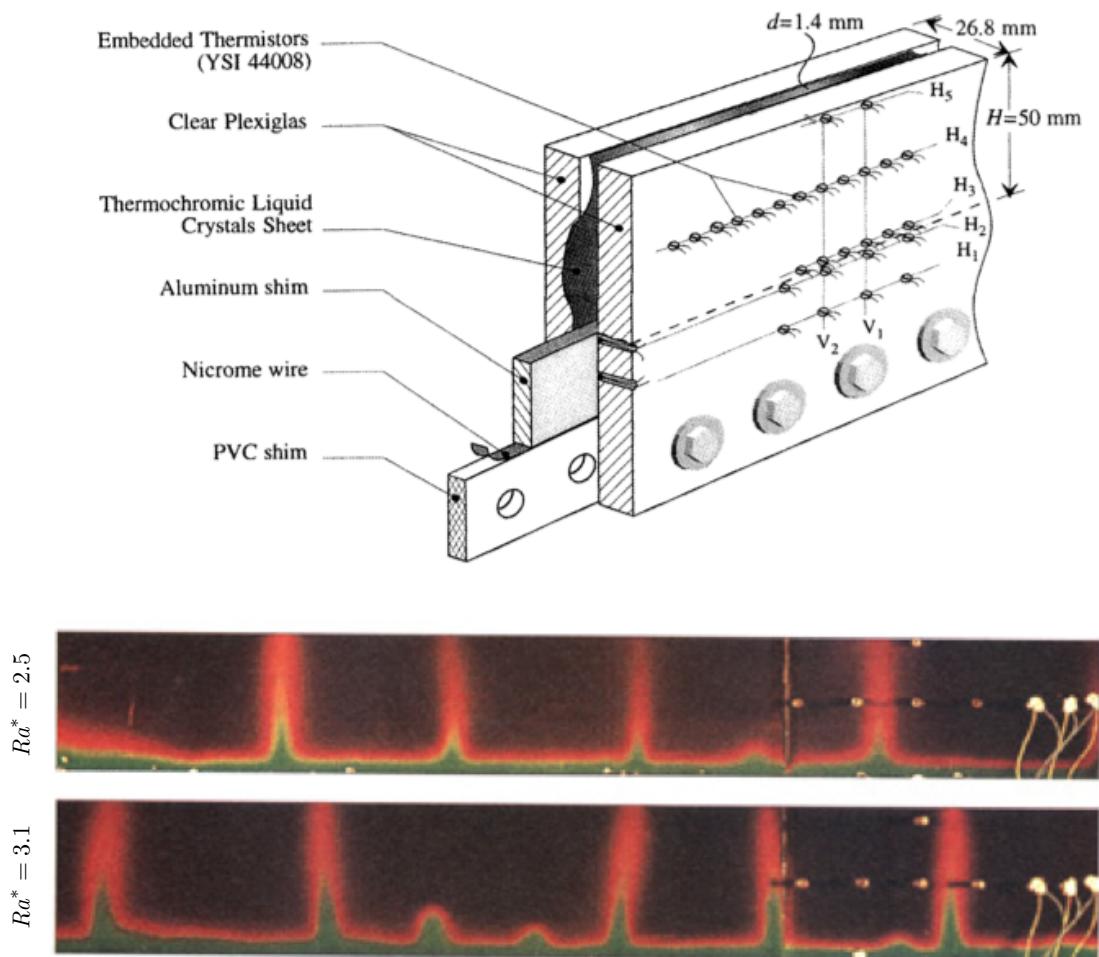 Embedded Thermistors
(YSI 44008)
Clear Plexiglas
Thermochromic Liquid
Crystals Sheet
Aluminum shim
Nicrome wire
PVC shim
d=1.4 mm
26.8 mm
H=50 mm
H5
H4
H3
H2
H1
V2
V1
Ra* = 2.5
Ra* = 3.1